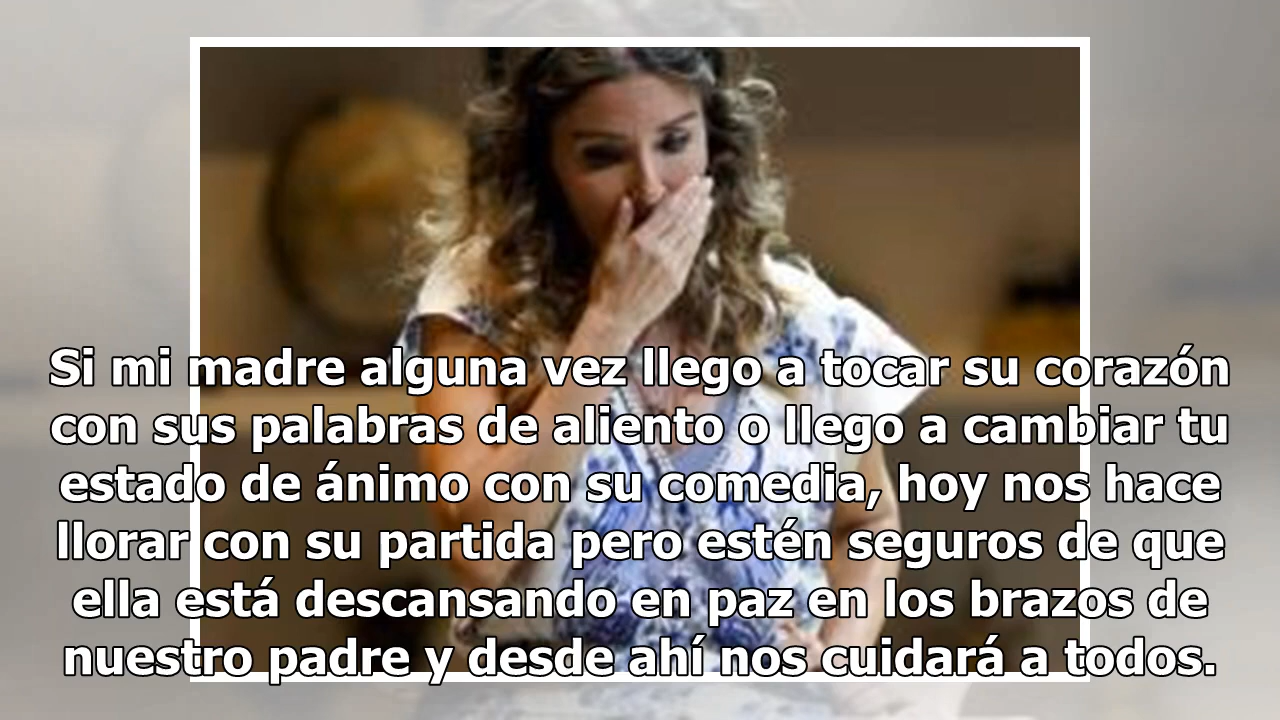 Si mi madre alguna vez llego a tocar su corazón
con sus palabras de aliento o llego a cambiar tu
estado de ánimo con su comedia, hoy nos hace
llorar con su partida pero estén seguros de que
ella está descansando en paz en los brazos de
nuestro padre y desde ahí nos cuidará a todos.